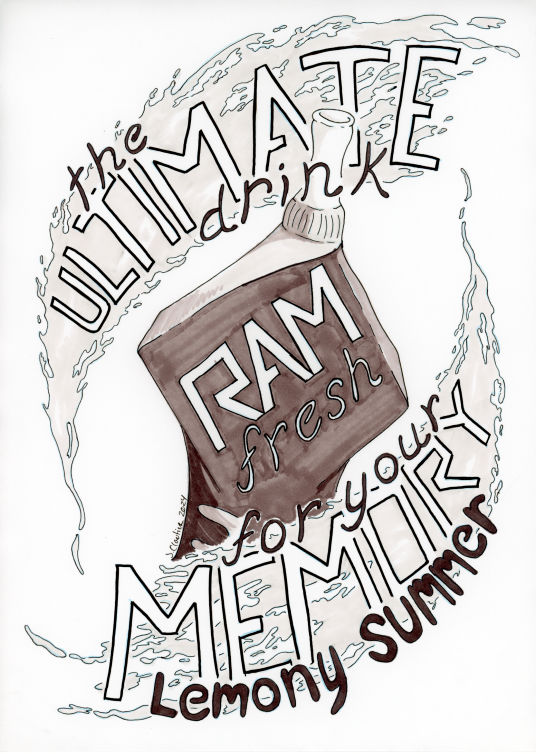 the
ULTIMATE
drink
RAM
fresh
for your
MEMORY
Lemony SUMMER